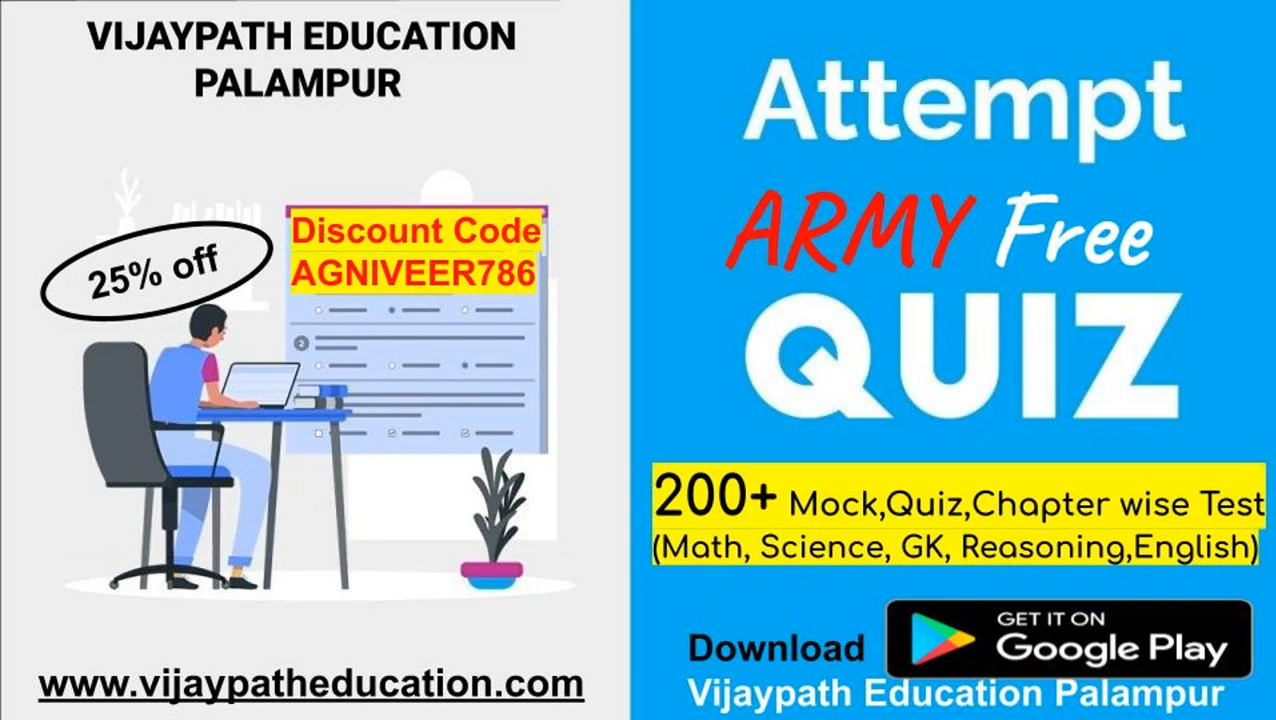 VIJAYPATH EDUCATION
PALAMPUR
25% off
Discount Code
AGNIVEER786
2
www.vijaypatheducation.com
Attempt
ARMY Free
QUIZ
200+ Mock,Quiz,Chapter wise Test
(Math, Science, GK, Reasoning,English)
Download
GET IT ON
Google Play
Vijaypath Education Palampur